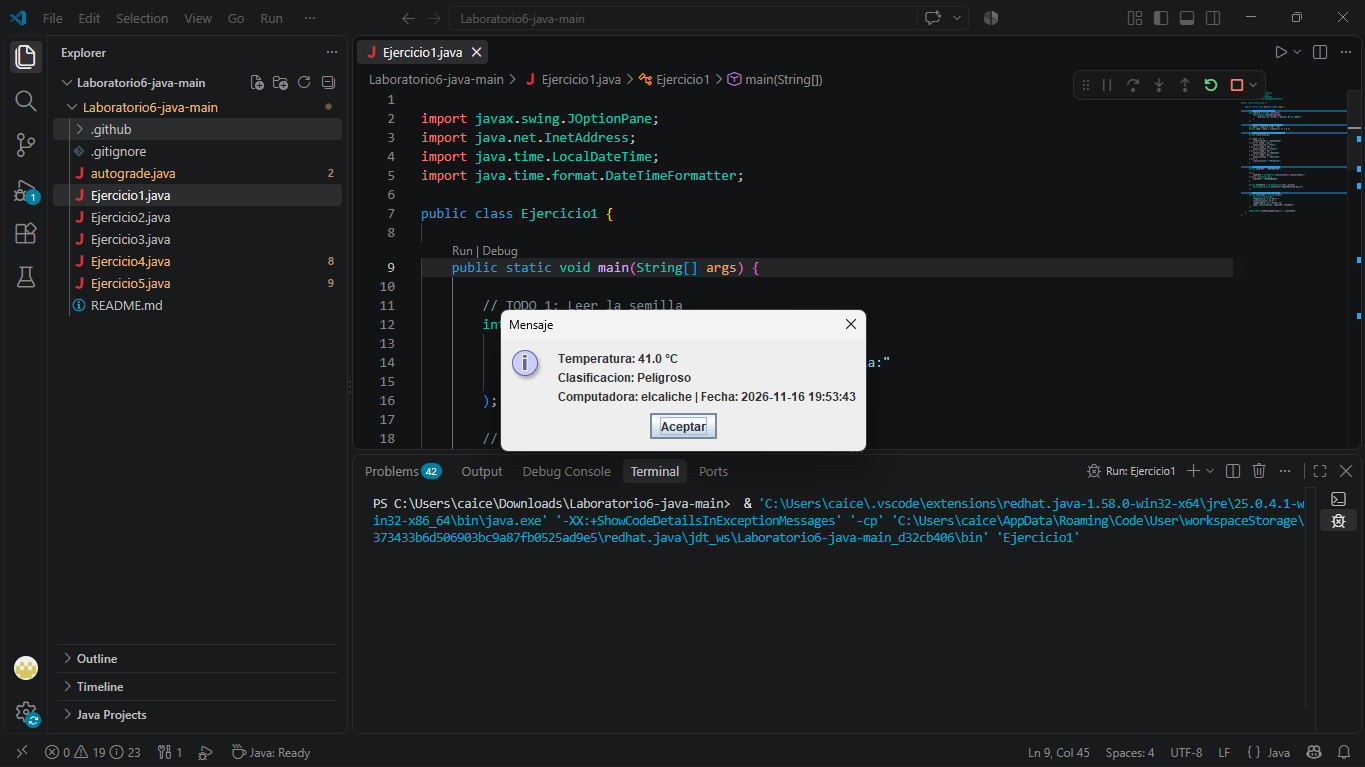 File Edit Selection View Go Run ··· Laboratorio6-java-main
Explorer ···
Laboratorio6-java-main
Laboratorio6-java-main
.github
.gitignore
autograde.java 2
Ejercicio1.java
Ejercicio2.java
Ejercicio3.java
Ejercicio4.java 8
Ejercicio5.java 9
README.md
1
Outline
Timeline
Java Projects
Ejercicio1.java
Laboratorio6-java-main > Ejercicio1.java > Ejercicio1 > main(String[])
1
2 import javax.swing.JOptionPane;
3 import java.net.InetAddress;
4 import java.time.LocalDateTime;
5 import java.time.format.DateTimeFormatter;
6
7 public class Ejercicio1 {
8
Run | Debug
9 public static void main(String[] args) {
10
11 // TODO 1: Leer la semilla
12 int
13
14 a:"
15
16 );
17
18 //
Mensaje
Temperatura: 41.0 °C
Clasificacion: Peligroso
Computadora: elcaliche | Fecha: 2026-11-16 19:53:43
Aceptar
Problems 42 Output Debug Console Terminal Ports Run: Ejercicio1 ···
PS C:\Users\caice\Downloads\Laboratorio6-java-main> & 'C:\Users\caice\.vscode\extensions\redhat.java-1.58.0-win32-x64\jre\25.0.4.1-w
in32-x86_64\bin\java.exe' '-XX:+ShowCodeDetailsInExceptionMessages' '-cp' 'C:\Users\caice\AppData\Roaming\Code\User\workspaceStorage\
373433b6d506903bc9a87fb0525ad9e5\redhat.java\jdt_ws\Laboratorio6-java-main_d32cb406\bin' 'Ejercicio1'
0 19 23 1 Java: Ready Ln 9, Col 45 Spaces: 4 UTF-8 LF { } Java